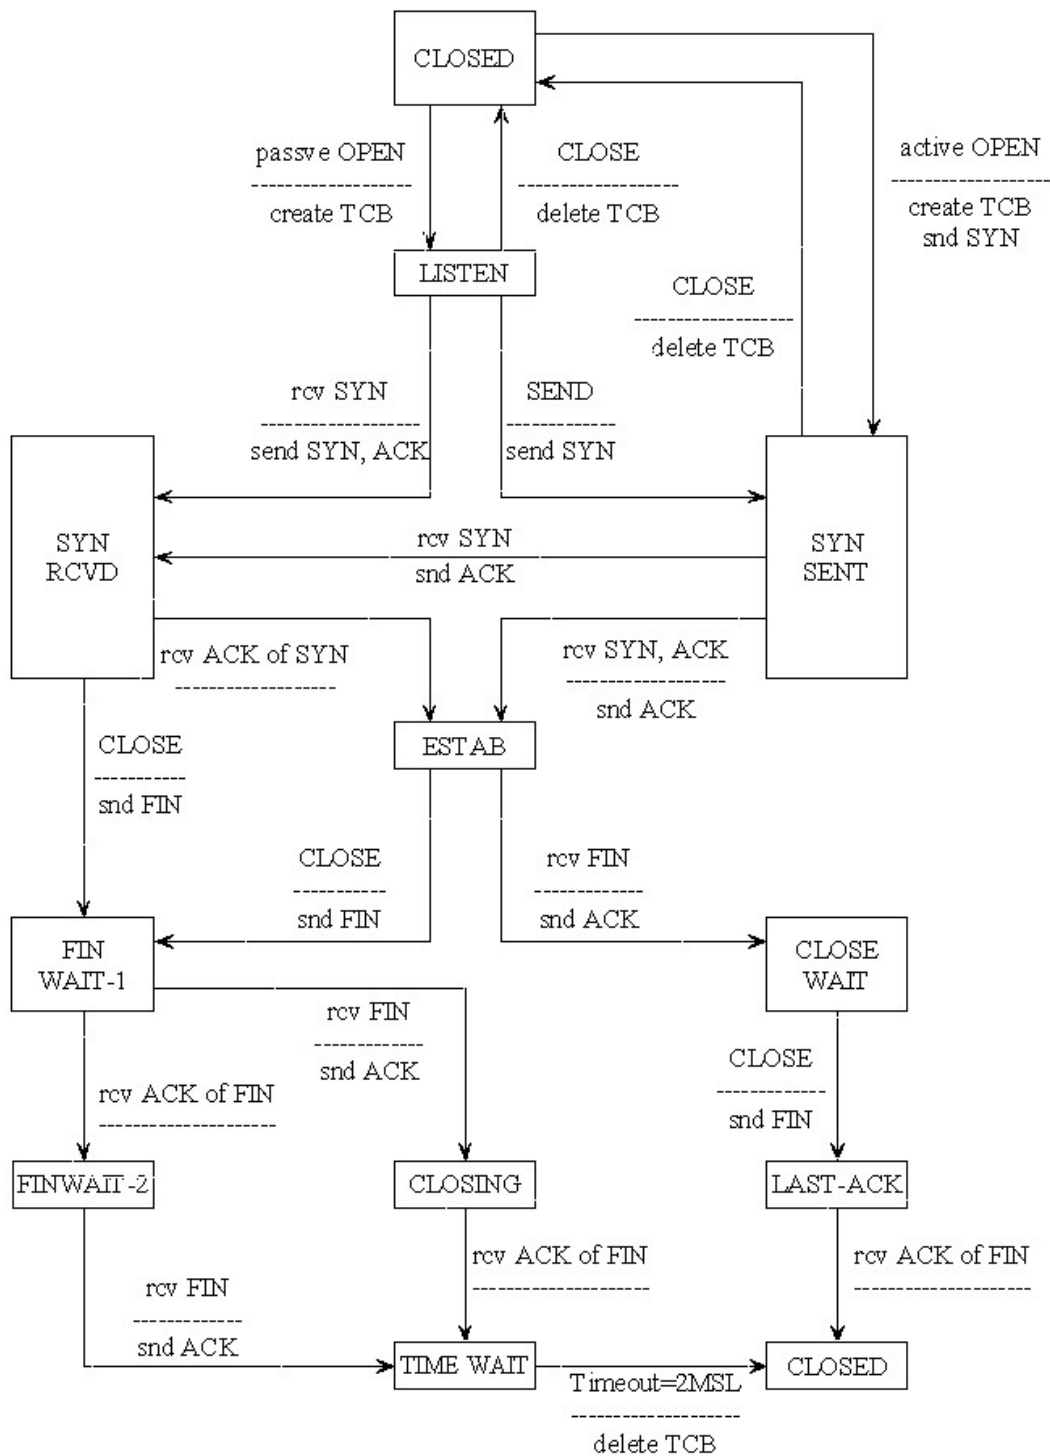 CLOSED
passve OPEN
--------------------
create TCB
CLOSE
--------------------
delete TCB
active OPEN
--------------------
create TCB
snd SYN
LISTEN
CLOSE
--------------------
delete TCB
rcv SYN
--------------------
send SYN, ACK
SEND
---------------
send SYN
SYN
RCVD
rcv SYN
snd ACK
SYN
SENT
rcv ACK of SYN
--------------------
rcv SYN, ACK
--------------------
snd ACK
ESTAB
CLOSE
-----------
snd FIN
CLOSE
-----------
snd FIN
rcv FIN
-------------
snd ACK
FIN
WAIT-1
CLOSE
WAIT
rcv FIN
-------------
snd ACK
CLOSE
-------------------
snd FIN
rcv ACK of FIN
---------------------
FINWAIT-2
CLOSING
LAST-ACK
rcv ACK of FIN
---------------------
rcv ACK of FIN
---------------------
rcv FIN
-------------
snd ACK
TIME WAIT
Timeout=2MSL
--------------------
delete TCB
CLOSED